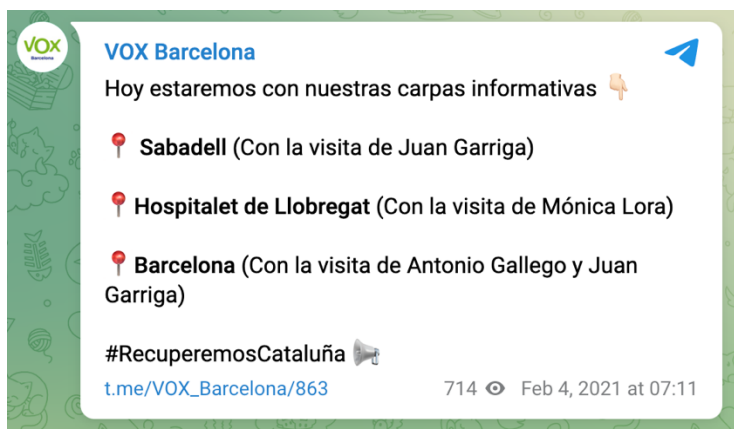 VOX
Barcelona
VOX Barcelona
Hoy estaremos con nuestras carpas informativas 👇🏻
📍 Sabadell (Con la visita de Juan Garriga)
📍 Hospitalet de Llobregat (Con la visita de Mónica Lora)
📍 Barcelona (Con la visita de Antonio Gallego y Juan
Garriga)
#RecuperemosCataluña 📢
t.me/VOX_Barcelona/863 714 Feb 4, 2021 at 07:11